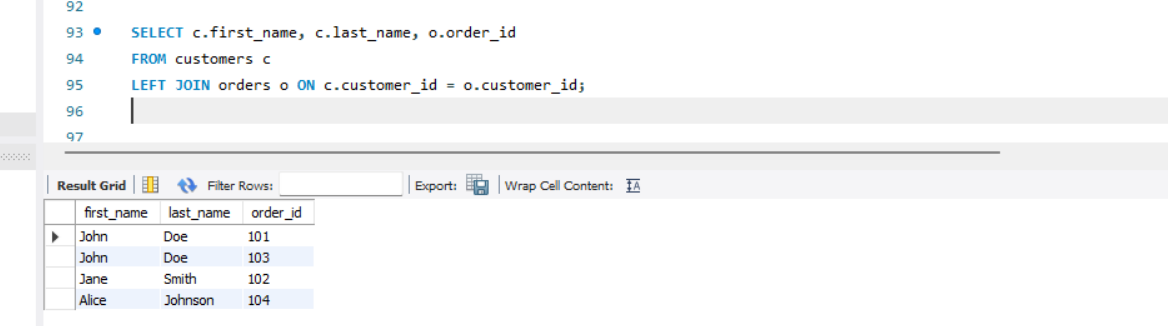 92
93 SELECT c.first_name, c.last_name, o.order_id
94 FROM customers c
95 LEFT JOIN orders o ON c.customer_id = o.customer_id;
96
97
Result Grid Filter Rows: Export: Wrap Cell Content: IA
first_name last_name order_id
John Doe 101
John Doe 103
Jane Smith 102
Alice Johnson 104